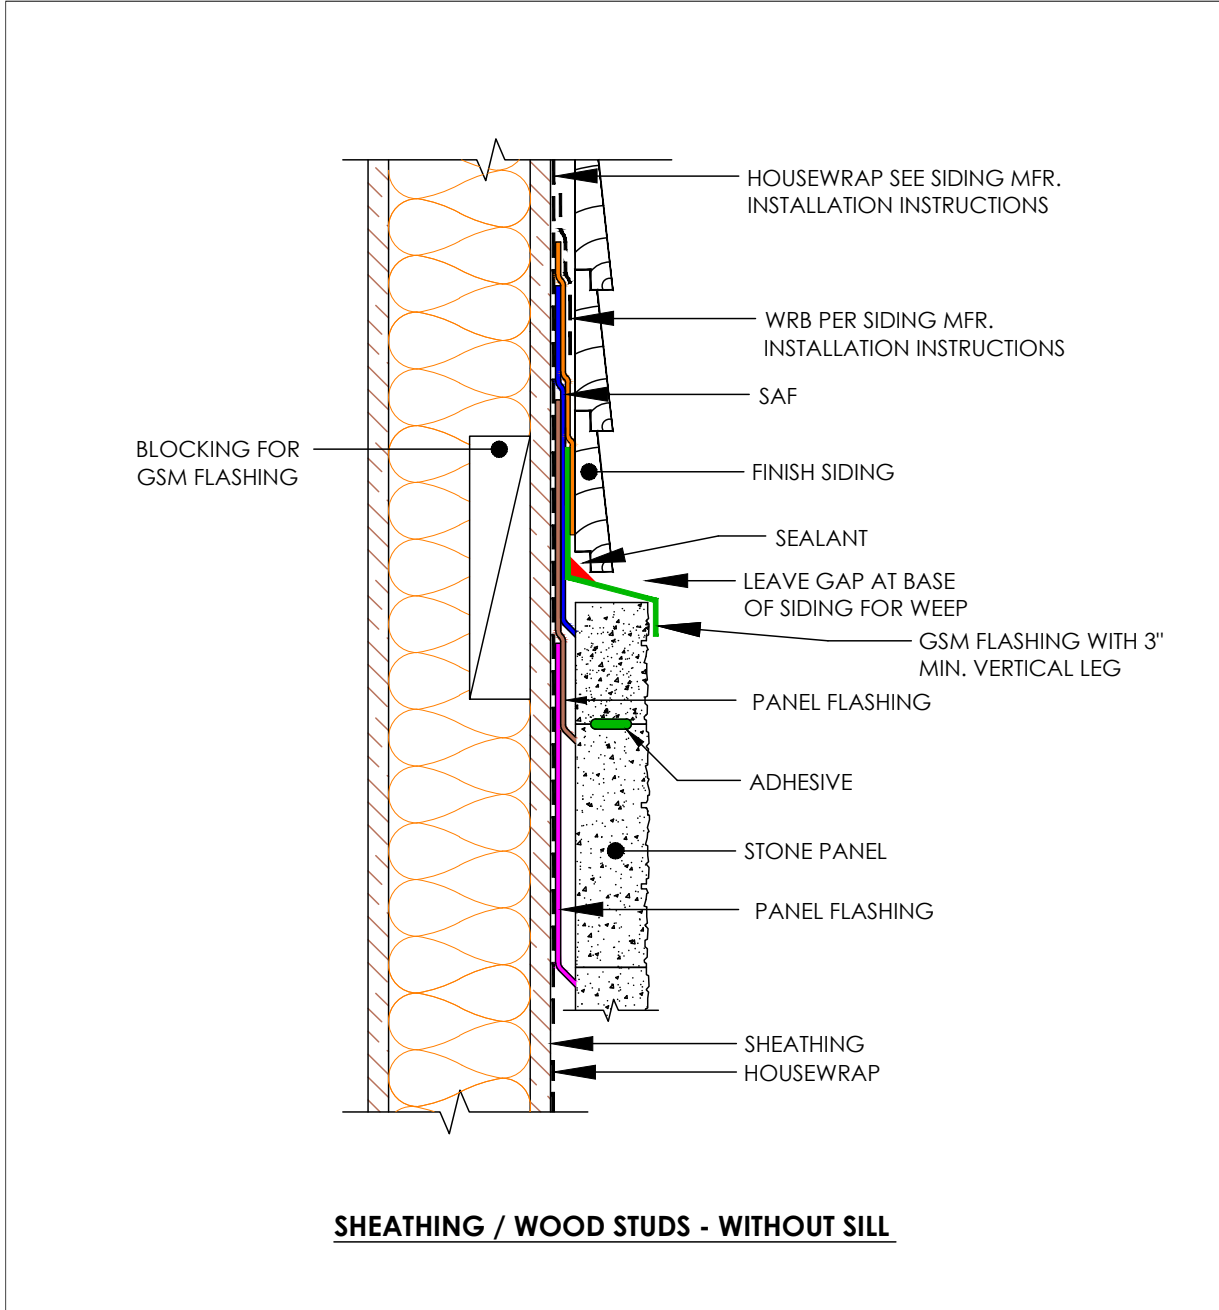 HOUSEWRAP SEE SIDING MFR.
INSTALLATION INSTRUCTIONS
WRB PER SIDING MFR.
INSTALLATION INSTRUCTIONS
SAF
BLOCKING FOR
GSM FLASHING
FINISH SIDING
SEALANT
LEAVE GAP AT BASE
OF SIDING FOR WEEP
GSM FLASHING WITH 3"
MIN. VERTICAL LEG
PANEL FLASHING
ADHESIVE
STONE PANEL
PANEL FLASHING
SHEATHING
HOUSEWRAP
SHEATHING / WOOD STUDS - WITHOUT SILL